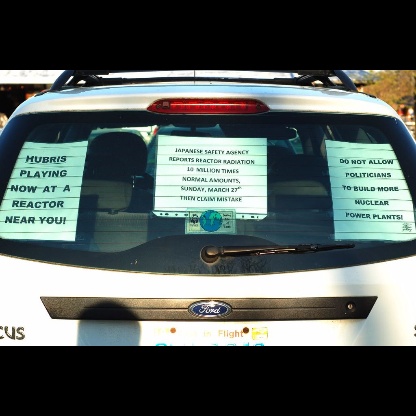 HUBRIS
PLAYING
NOW AT A
REACTOR
NEAR YOU!
JAPANESE SAFETY AGENCY
REPORTS REACTOR RADIATION
10 MILLION TIMES
NORMAL AMOUNTS,
SUNDAY, MARCH 27TH
THEN CLAIM MISTAKE
DO NOT ALLOW
POLITICIANS
TO BUILD MORE
NUCLEAR
POWER PLANTS!
Ford
CUS
Flight